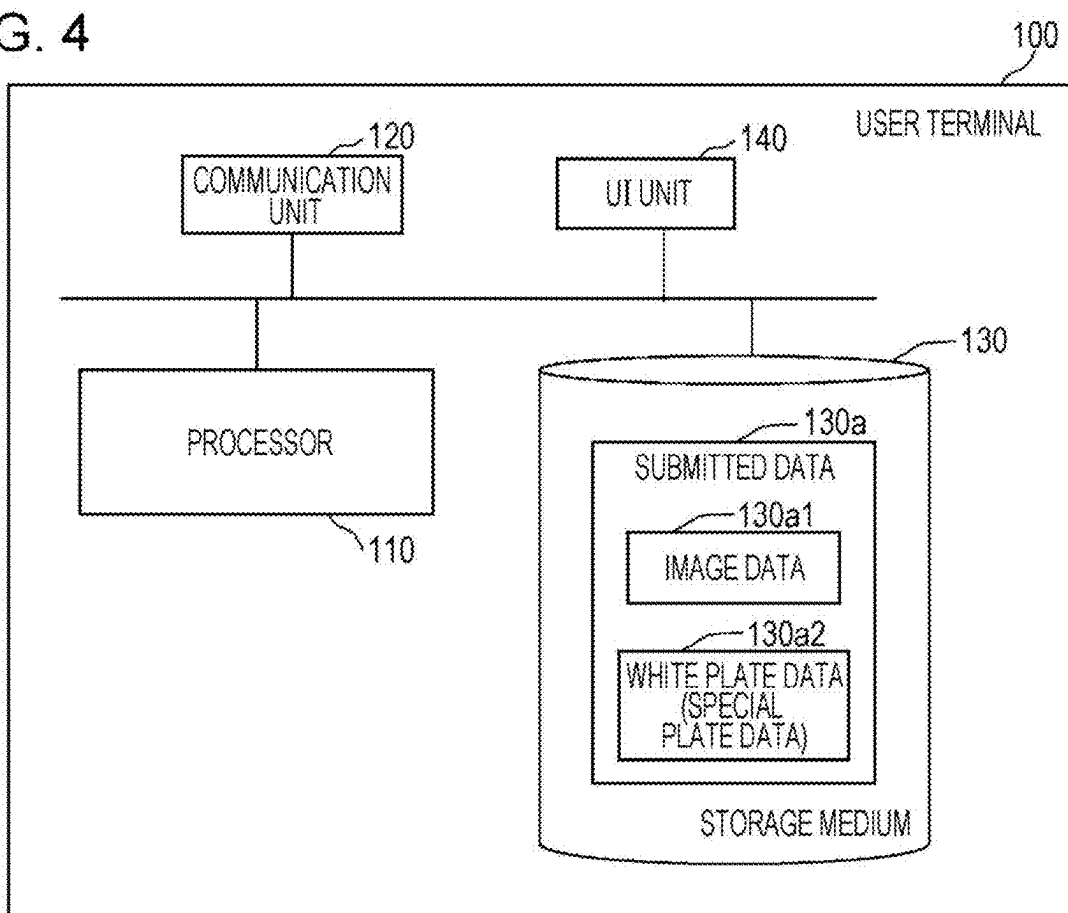 G. 4
100
USER TERMINAL
120
140
COMMUNICATION
UNIT
UI UNIT
130
PROCESSOR
110
130a
SUBMITTED DATA
130a1
IMAGE DATA
130a2
WHITE PLATE DATA
(SPECIAL
PLATE DATA)
STORAGE MEDIUM